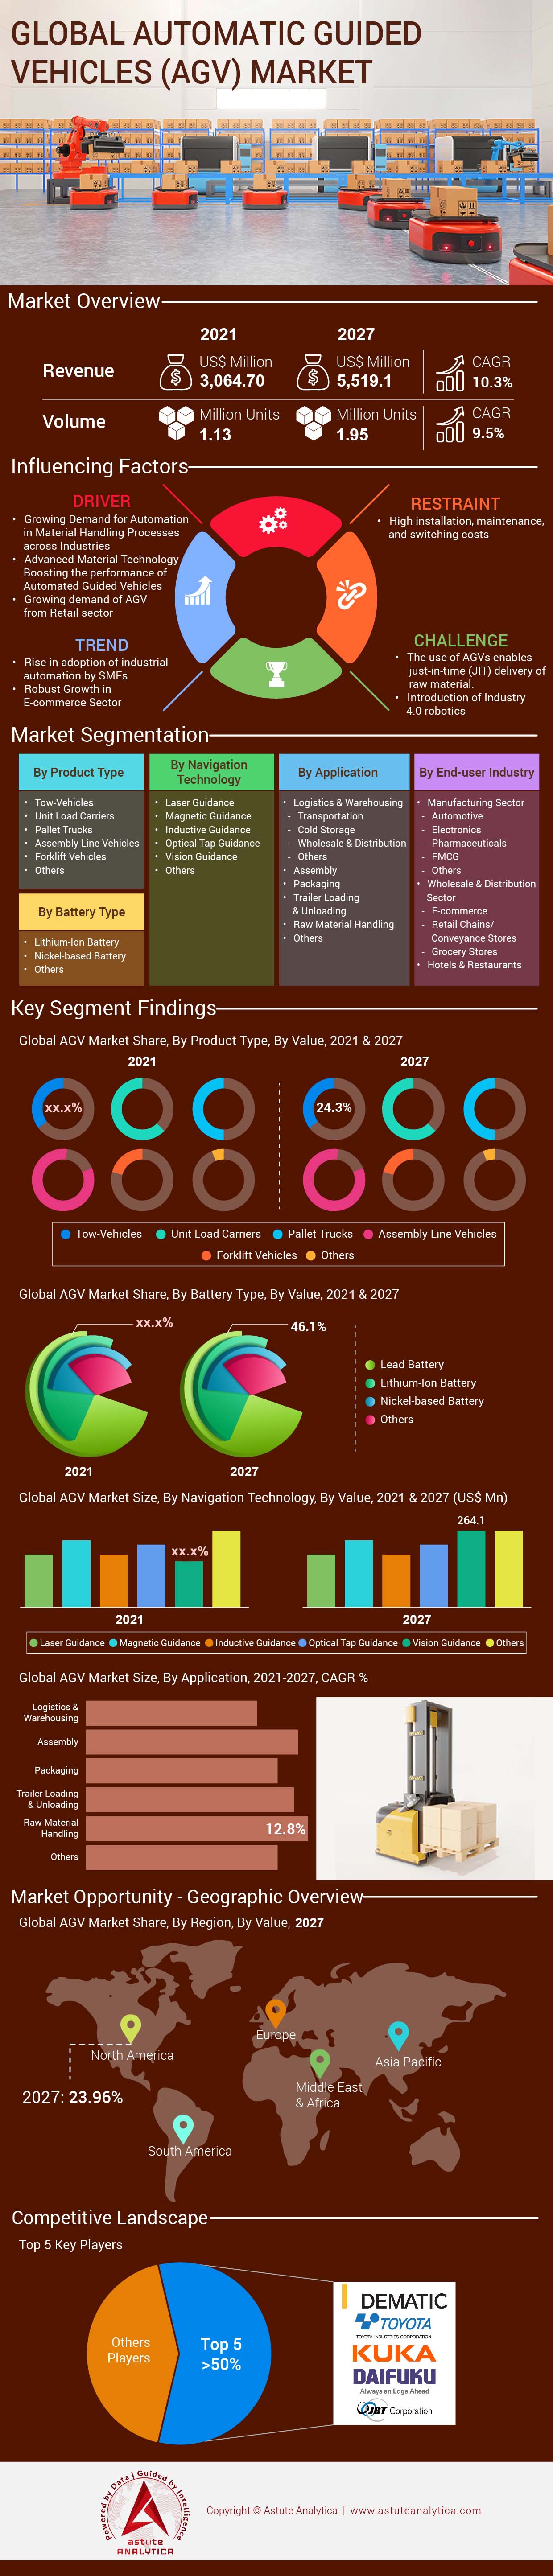 GLOBAL AUTOMATIC GUIDED
VEHICLES (AGV) MARKET
Market Overview
2021
2027
Revenue
US$ Million
3,064.70
US$ Million
5,519.1
CAGR
10.3%
Volume
Million Units
1.13
Million Units
1.95
CAGR
9.5%
Influencing Factors
DRIVER
• Growing Demand for Automation
in Material Handling Processes
across Industries
• Advanced Material Technology
Boosting the performance of
Automated Guided Vehicles
• Growing demand of AGV
from Retail sector
RESTRAINT
• High installation, maintenance,
and switching costs
TREND
• Rise in adoption of industrial
automation by SMEs
• Robust Growth in
E-commerce Sector
CHALLENGE
• The use of AGVs enables
just-in-time (JIT) delivery of
raw material.
• Introduction of Industry
4.0 robotics
Market Segmentation
By Product Type
• Tow-Vehicles
• Unit Load Carriers
• Pallet Trucks
• Assembly Line Vehicles
• Forklift Vehicles
• Others
By Battery Type
• Lithium-Ion Battery
• Nickel-based Battery
• Others
By Navigation
Technology
• Laser Guidance
• Magnetic Guidance
• Inductive Guidance
• Optical Tap Guidance
• Vision Guidance
• Others
By Application
• Logistics & Warehousing
- Transportation
- Cold Storage
- Wholesale & Distribution
- Others
• Assembly
• Packaging
• Trailer Loading
& Unloading
• Raw Material Handling
• Others
By End-user Industry
• Manufacturing Sector
- Automotive
- Electronics
- Pharmaceuticals
- FMCG
- Others
• Wholesale & Distribution
Sector
- E-commerce
- Retail Chains/
Conveyance Stores
- Grocery Stores
• Hotels & Restaurants
Key Segment Findings
Global AGV Market Share, By Product Type, By Value, 2021 & 2027
2021
2027
xx.x%
24.3%
Tow-Vehicles
Unit Load Carriers
Pallet Trucks
Assembly Line Vehicles
Forklift Vehicles
Others
Global AGV Market Share, By Battery Type, By Value, 2021 & 2027
xx.x%
46.1%
Lead Battery
Lithium-Ion Battery
Nickel-based Battery
Others
2021
2027
Global AGV Market Size, By Navigation Technology, By Value, 2021 & 2027 (US$ Mn)
xx.x%
264.1
2021
2027
Laser Guidance
Magnetic Guidance
Inductive Guidance
Optical Tap Guidance
Vision Guidance
Others
Global AGV Market Size, By Application, 2021-2027, CAGR %
Logistics &
Warehousing
Assembly
Packaging
Trailer Loading
& Unloading
Raw Material
Handling
12.8%
Others
Market Opportunity - Geographic Overview
Global AGV Market Share, By Region, By Value, 2027
North America
2027: 23.96%
Europe
Asia Pacific
Middle East
& Africa
South America
Competitive Landscape
Top 5 Key Players
Others
Players
Top 5
>50%
DEMATIC
TOYOTA
TOYOTA INDUSTRIES CORPORATION
KUKA
DAIFUKU
Always an Edge Ahead
JBT Corporation
Powered by Data | Guided by Intelligence
astute
ANALYTICA
Copyright © Astute Analytica | www.astuteanalytica.com